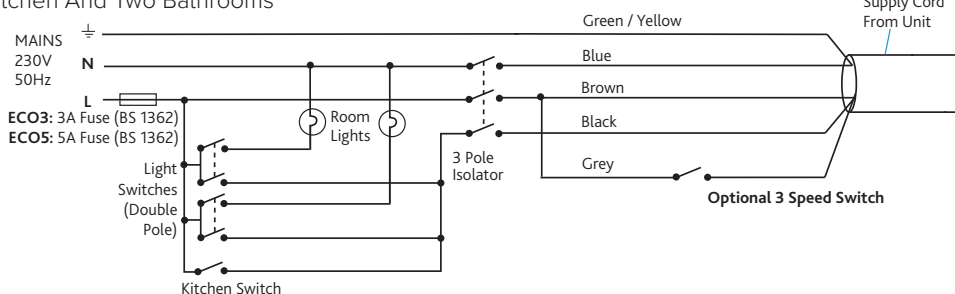 And Two Bathrooms
Supply Cord
From Unit
MAINS
230V
50Hz
N
L
ECO3: 3A Fuse (BS 1362)
ECO5: 5A Fuse (BS 1362)
Green / Yellow
Blue
Brown
Black
Grey
Room
Lights
3 Pole
Isolator
Light
Switches
(Double
Pole)
Optional 3 Speed Switch
Kitchen Switch